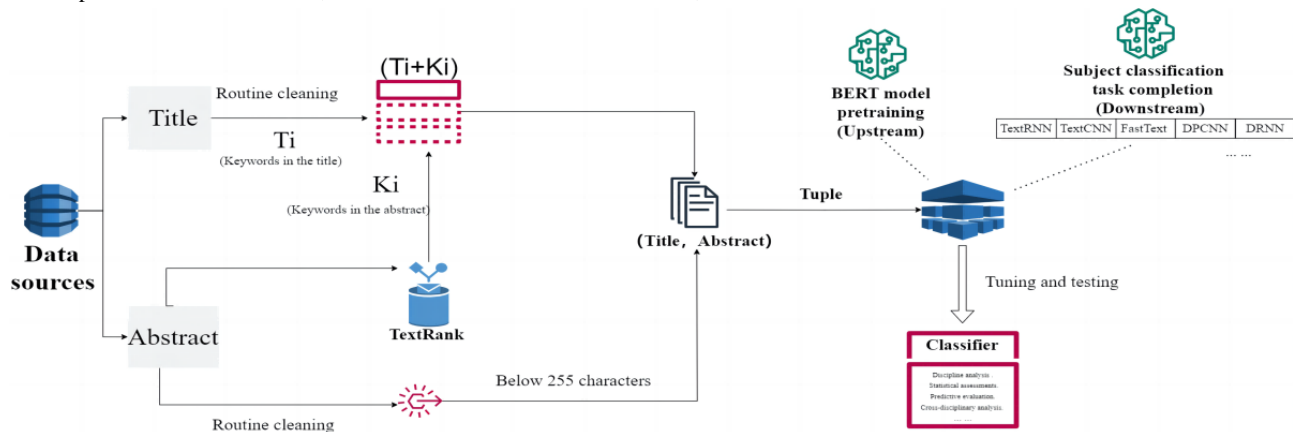 (Ti+Ki)
Routine cleaning
Title
Ti
(Keywords in the title)
Ki
(Keywords in the abstract)
Data
sources
Abstract
TextRank
Routine cleaning
Below 255 characters
(Title, Abstract)
Tuple
BERT model
pretraining
(Upstream)
Subject classification
task completion
(Downstream)
TextRNN TextCNN FastText DPCNN DRNN
... ...
Tuning and testing
Classifier
Discipline analysis.
Statistical assessments.
Predictive evaluation.
Cross-disciplinary analysis.
... ...